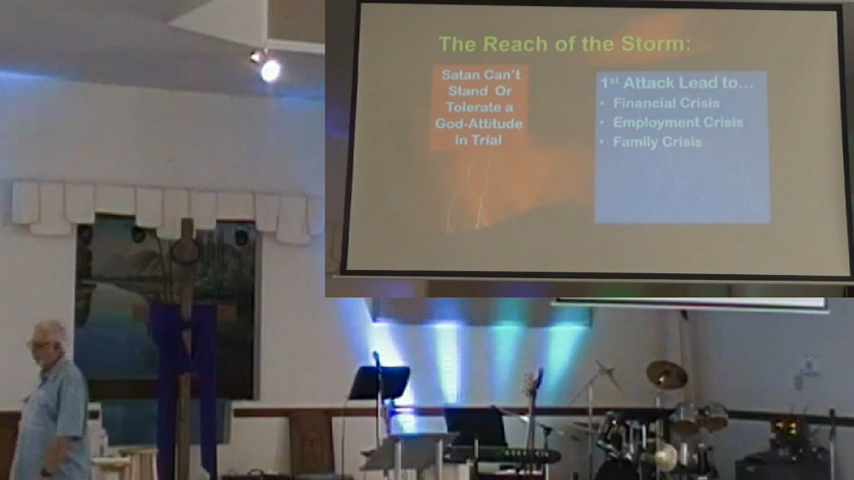 The Reach of the Storm:
Satan Can't
Stand Or
Tolerate a
God-Attitude
In Trial
1st Attack Lead to...
• Financial Crisis
• Employment Crisis
• Family Crisis